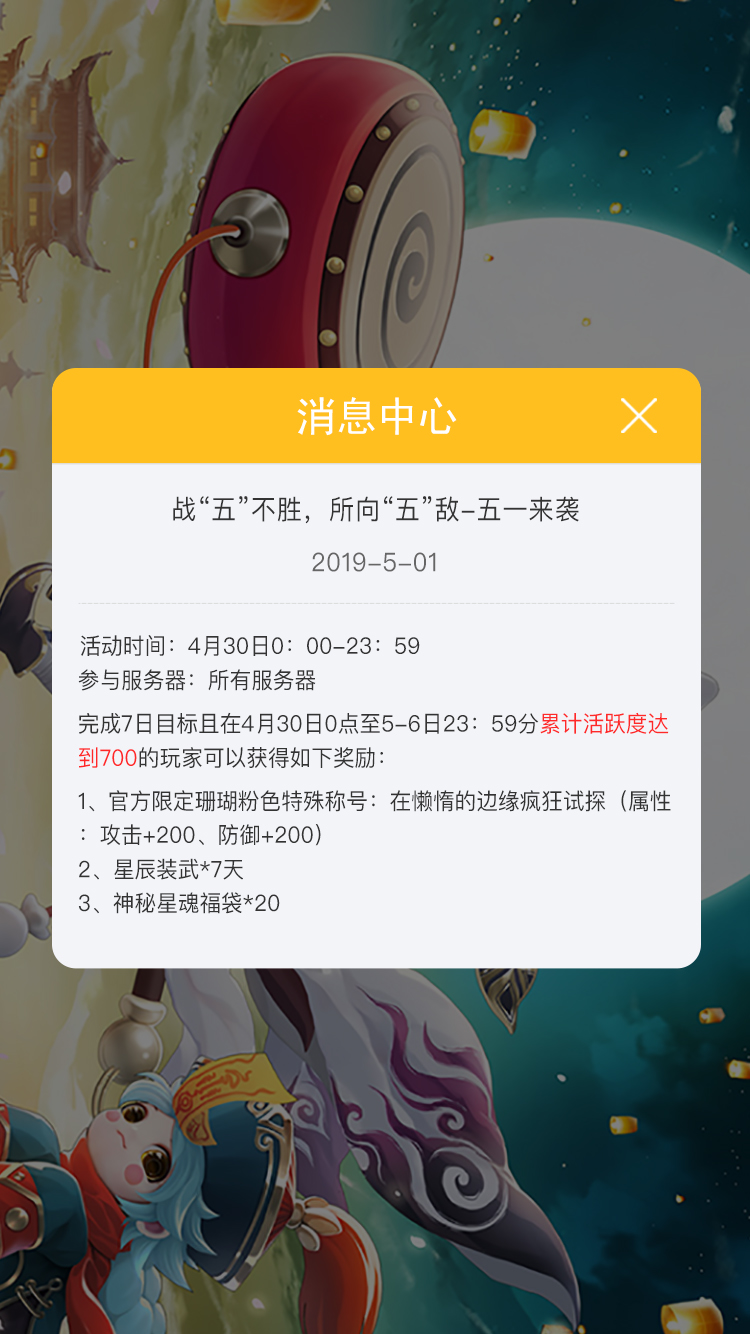 消息中心
战“五”不胜，所向“五”敌-五一来袭
2019-5-01
活动时间：4月30日0：00-23：59
参与服务器：所有服务器
完成7日目标且在4月30日0点至5-6日23：59分累计活跃度达
到700的玩家可以获得如下奖励：
1、官方限定珊瑚粉色特殊称号：在懒惰的边缘疯狂试探（属性
：攻击+200、防御+200）
2、星辰装武*7天
3、神秘星魂福袋*20